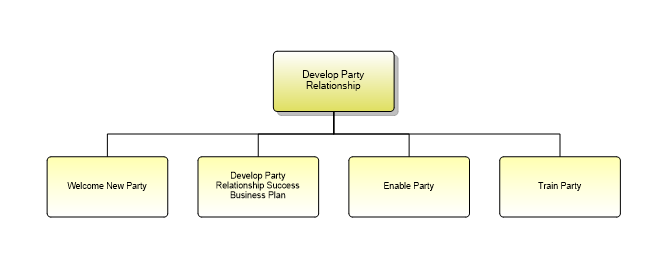 Develop Party
Relationship
Welcome New Party
Develop Party
Relationship Success
Business Plan
Enable Party
Train Party